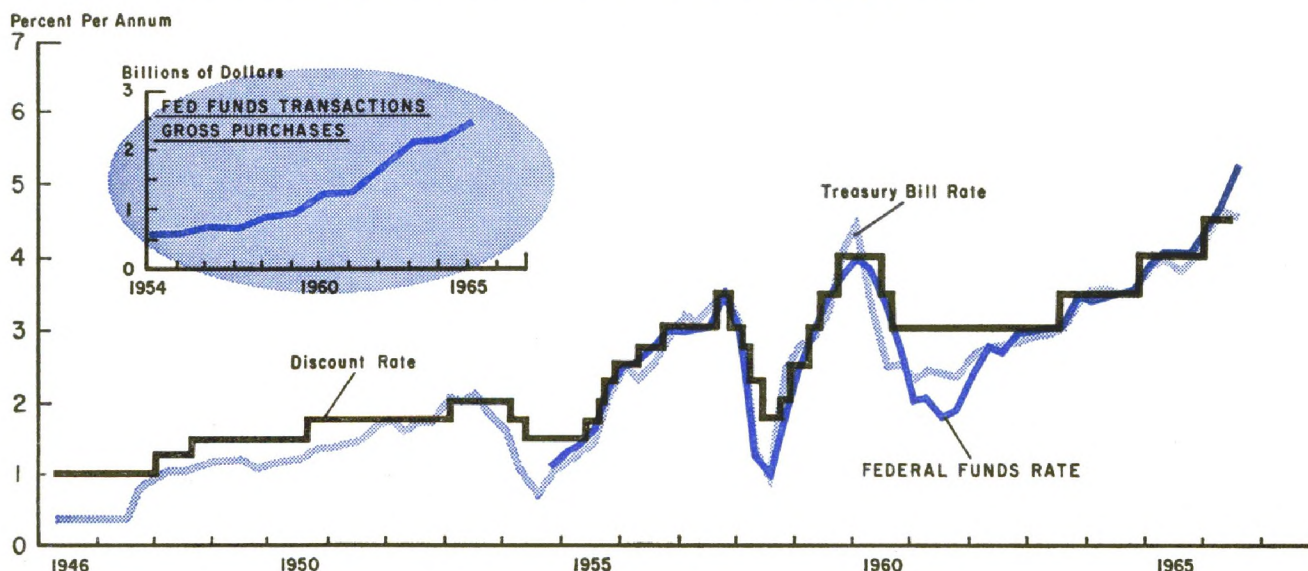 Percent Per Annum
7
6
5
4
3
2
1
0
Billions of Dollars
3
2
1
0
FED FUNDS TRANSACTIONS
GROSS PURCHASES
1954 1960 1965
Treasury Bill Rate
Discount Rate
FEDERAL FUNDS RATE
1946 1950 1955 1960 1965